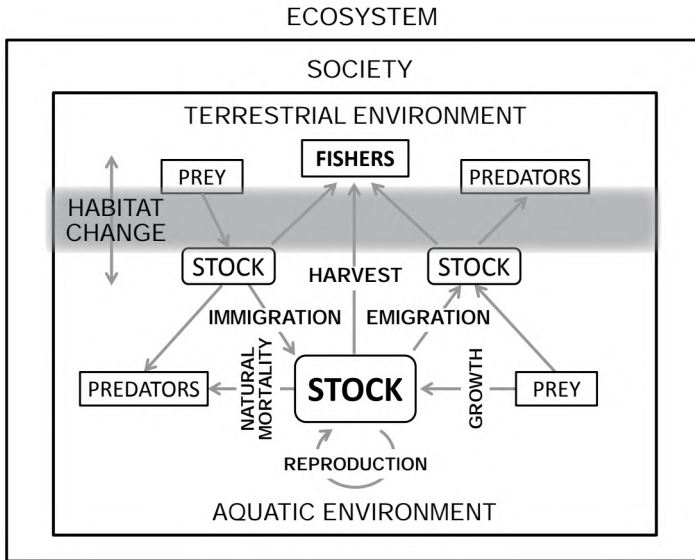 ECOSYSTEM
SOCIETY
TERRESTRIAL ENVIRONMENT
FISHERS
PREY
PREDATORS
HABITAT
CHANGE
STOCK
STOCK
HARVEST
IMMIGRATION
EMIGRATION
PREDATORS
NATURAL
MORTALITY
STOCK
GROWTH
PREY
REPRODUCTION
AQUATIC ENVIRONMENT